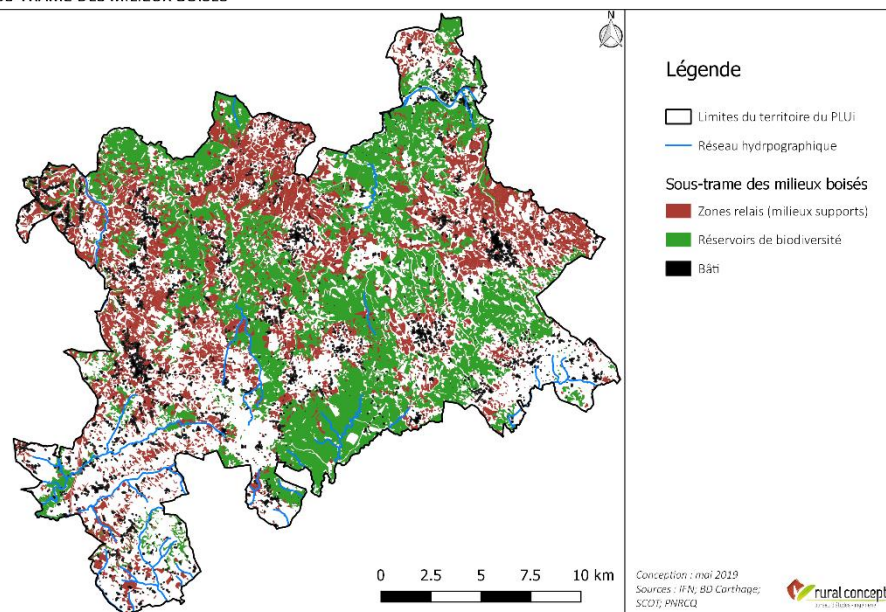 N
Légende
Limites du territoire du PLUi
Réseau hydrpographique
Sous-trame des milieux boisés
Zones relais (milieux supports)
Réservoirs de biodiversité
Bâti
0 2.5 5 7.5 10 km
Conception : mai 2019
Sources : IFN; BD Carthage;
SCOT; PNRCQ
rural concept